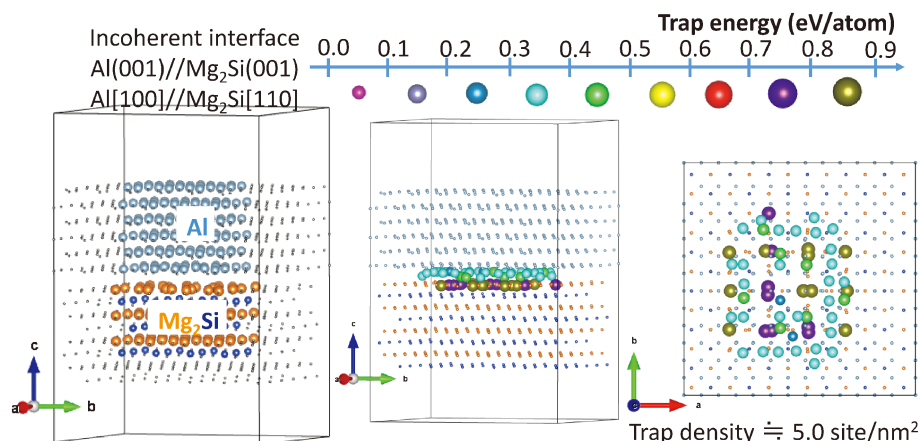 Incoherent interface
Al(001)//Mg₂Si(001)
Al[100]//Mg₂Si[110]
Trap energy (eV/atom)
0.0 0.1 0.2 0.3 0.4 0.5 0.6 0.7 0.8 0.9
Al
Mg₂Si
c
a b
c
a b
b
a
Trap density ≒ 5.0 site/nm²